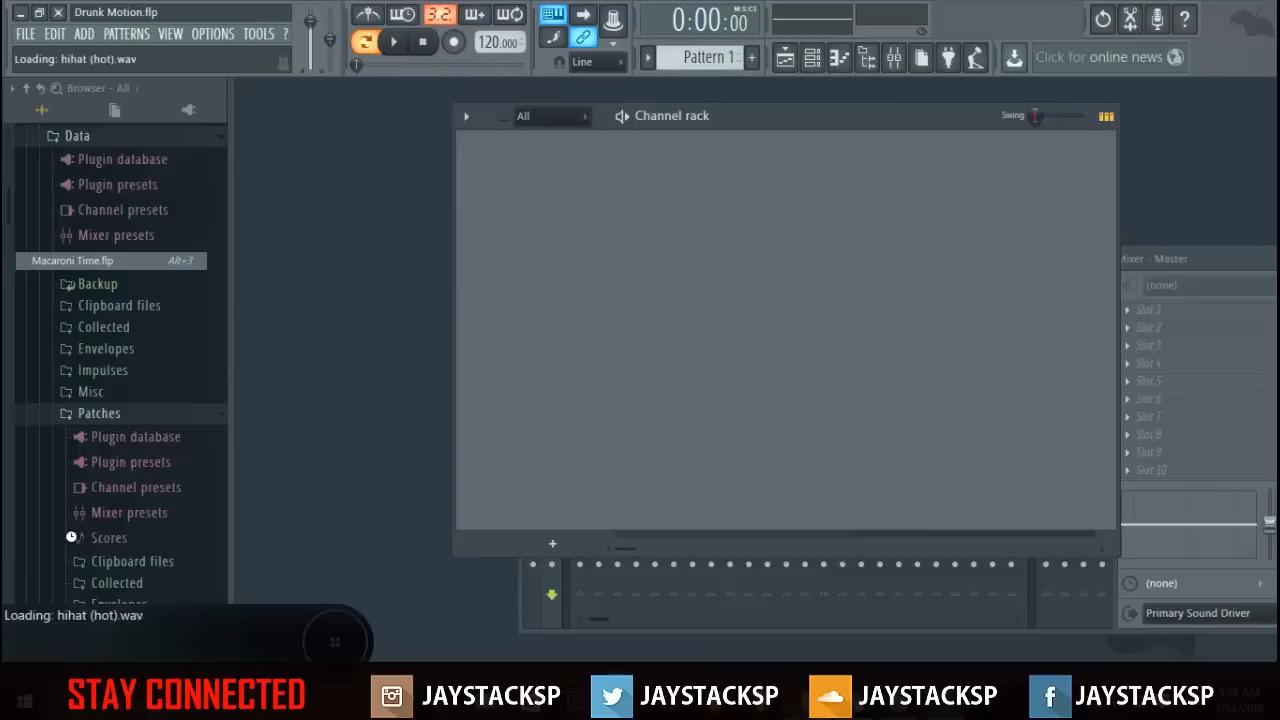 Drunk Motion.flp
FILE EDIT ADD PATTERNS VIEW OPTIONS TOOLS ?
Loading: hihat (hot).wav
3.2
120.000
0:00:00
M:S:CS
Line
Pattern 1
Click for online news
Browser - All
Data
Plugin database
Plugin presets
Channel presets
Mixer presets
Macaroni Time.flp Alt+3
Backup
Clipboard files
Collected
Envelopes
Impulses
Misc
Patches
Plugin database
Plugin presets
Channel presets
Mixer presets
Scores
Clipboard files
Collected
Loading: hihat (hot).wav
All
Channel rack
Swing
Mixer - Master
(none)
Slot 1
Slot 2
Slot 3
Slot 4
Slot 5
Slot 6
Slot 7
Slot 8
Slot 9
Slot 10
(none)
Primary Sound Driver
STAY CONNECTED JAYSTACKSP JAYSTACKSP JAYSTACKSP JAYSTACKSP